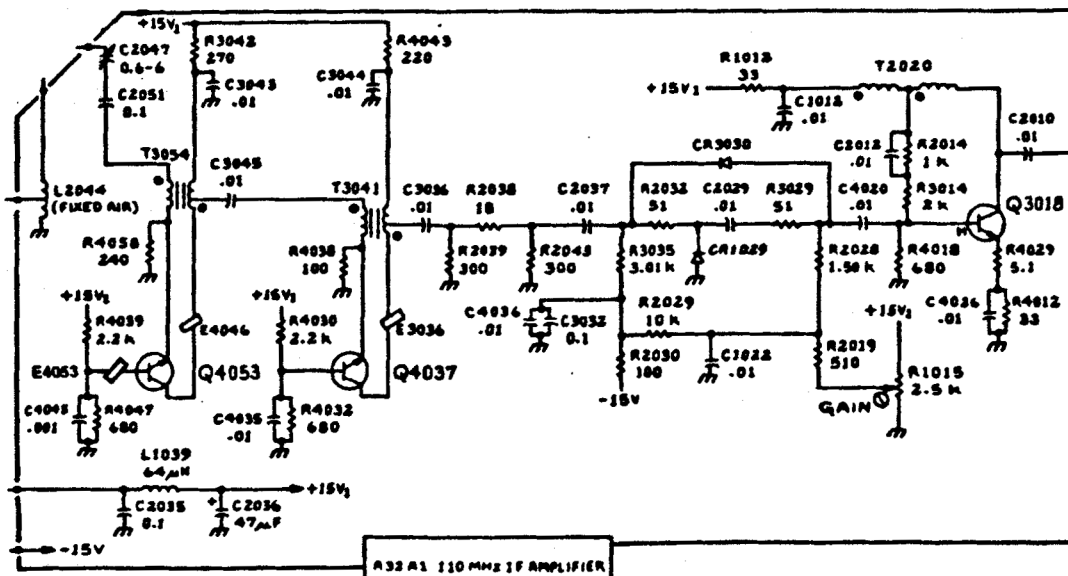 +15V1
C2047
0.6-6
C2051
R3042
270
C3043
.01
C3044
.01
R4043
220
R1013
33
T2020
+15V1
C1012
.01
C2012
.01
R2014
1 K
R3014
2 K
C2010
.01
T3054
C3045
.01
T3041
CR3030
L2044
(FIXED AIR)
C3036
.01
R2038
18
C2037
.01
R2032
51
C2029
.01
R3029
51
C4020
.01
Q3018
R4058
240
R4038
100
R2039
300
R2043
300
R3035
3.01 K
CR1029
R2028
1.50 K
R4018
680
R4029
5.1
+15V1
R4039
2.2 K
E4046
+15V1
R4030
2.2 K
E3036
C4036
.01
C3032
0.1
R2029
10 K
+15V1
C4036
.01
R4012
33
E4053
Q4053
Q4037
R2030
100
C1022
.01
R2019
510
R1015
2.5 K
-15V
GAIN
.001
R4047
680
C4035
.01
R4032
680
L1039
64µH
+15V1
C2035
+
C2036
47µF
-15V
A32 A1 110 MHZ IF AMPLIFIER